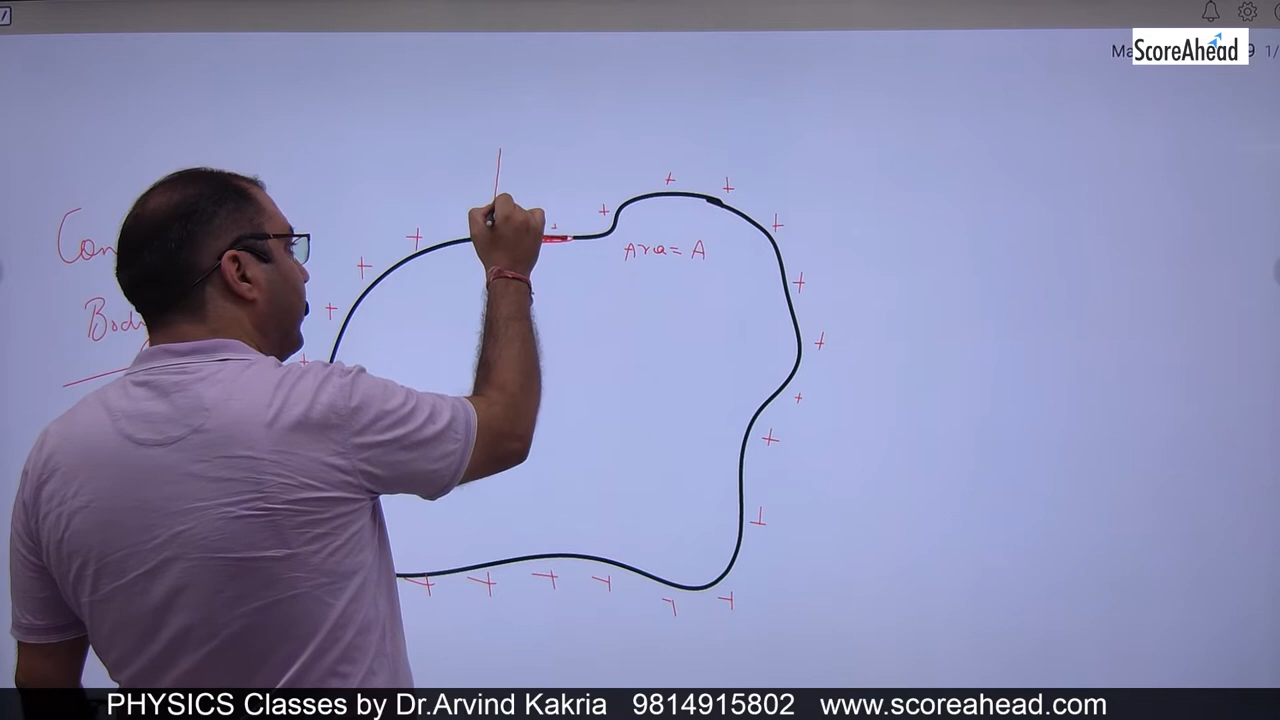 ScoreAhead
Area = A
PHYSICS Classes by Dr.Arvind Kakria 9814915802 www.scoreahead.com